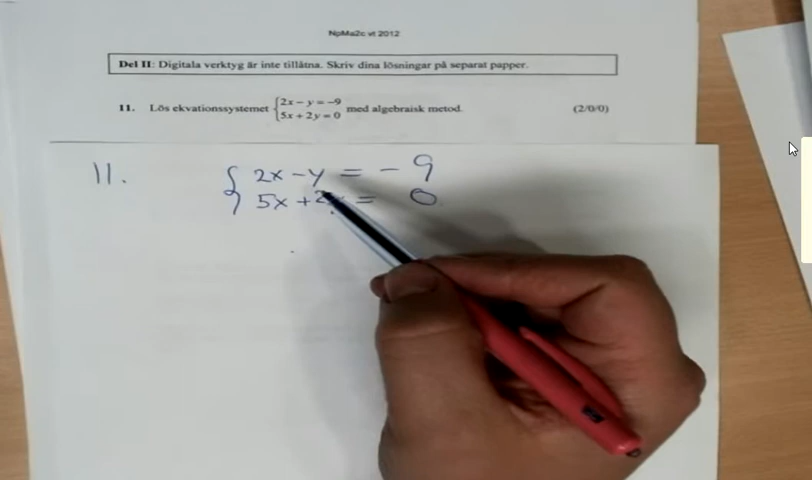 NpMa2c vt 2012
Del II: Digitala verktyg är inte tillåtna. Skriv dina lösningar på separat papper.
11. Lös ekvationssystemet {2x − y = −9 5x + 2y = 0 med algebraisk metod. (2/0/0)
11. { 2x - y = - 9
5x + 2 = 0